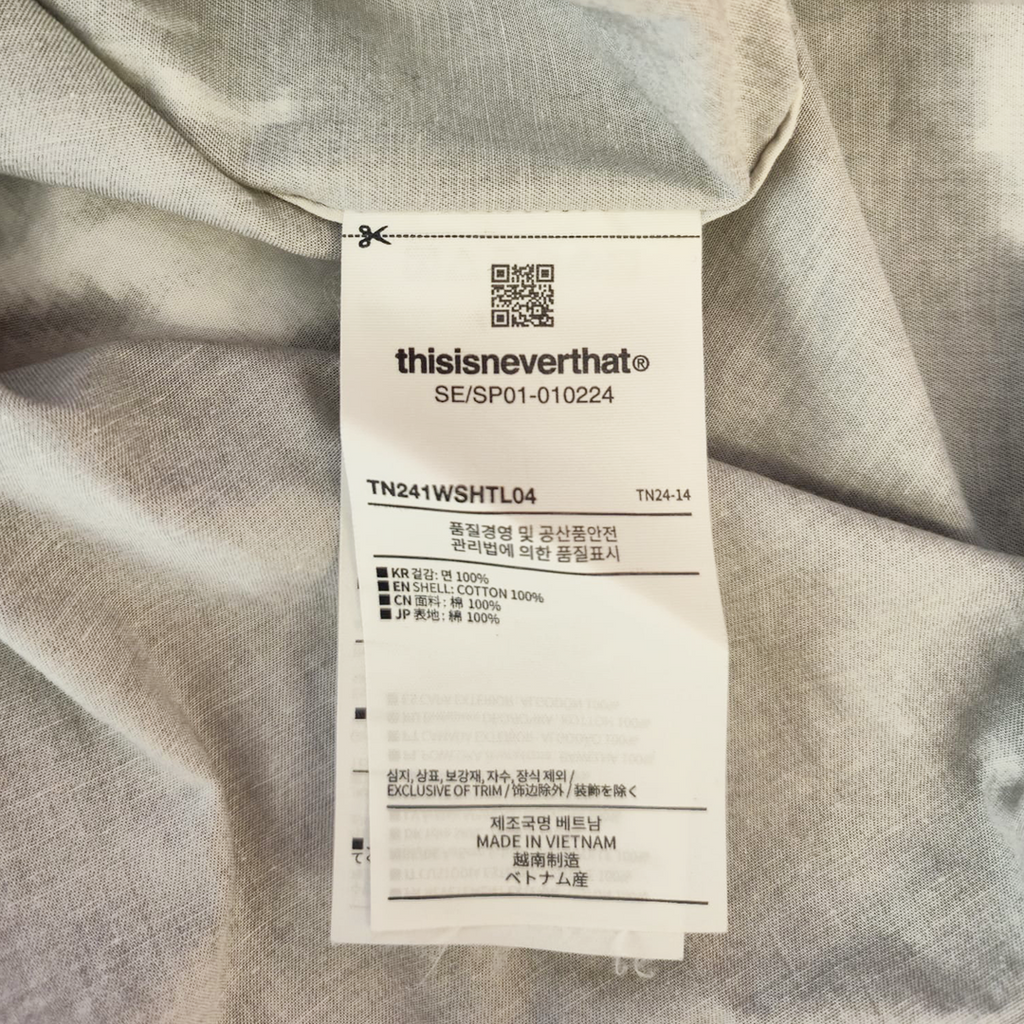 thisisneverthat®
SE/SP01-010224
TN241WSHTL04 TN24-14
품질경영 및 공산품안전
관리법에 의한 품질표시
KR 겉감: 면 100%
EN SHELL: COTTON 100%
CN 面料: 棉 100%
JP 表地: 綿 100%
심지, 상표, 보강재, 자수, 장식 제외 /
EXCLUSIVE OF TRIM / 饰边除外 / 装飾を除く
제조국명 베트남
MADE IN VIETNAM
越南制造
ベトナム産